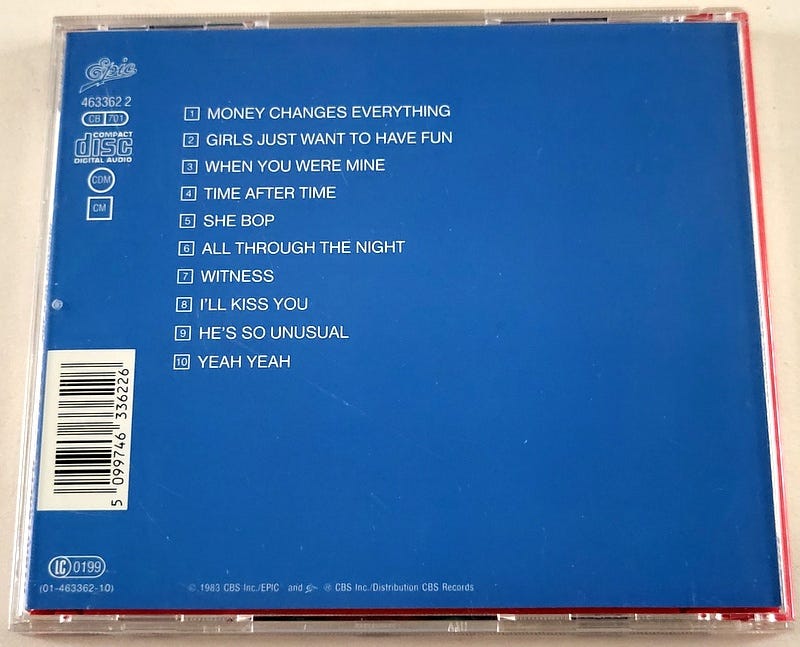 Epic
463362 2
CB 701
COMPACT
disc
DIGITAL AUDIO
CDM
CM
1 MONEY CHANGES EVERYTHING
2 GIRLS JUST WANT TO HAVE FUN
3 WHEN YOU WERE MINE
4 TIME AFTER TIME
5 SHE BOP
6 ALL THROUGH THE NIGHT
7 WITNESS
8 I'LL KISS YOU
9 HE'S SO UNUSUAL
10 YEAH YEAH
5 099746 336226
LC 0199
(01-463362-10)
© 1983 CBS Inc./EPIC and ℗ CBS Inc./Distribution CBS Records